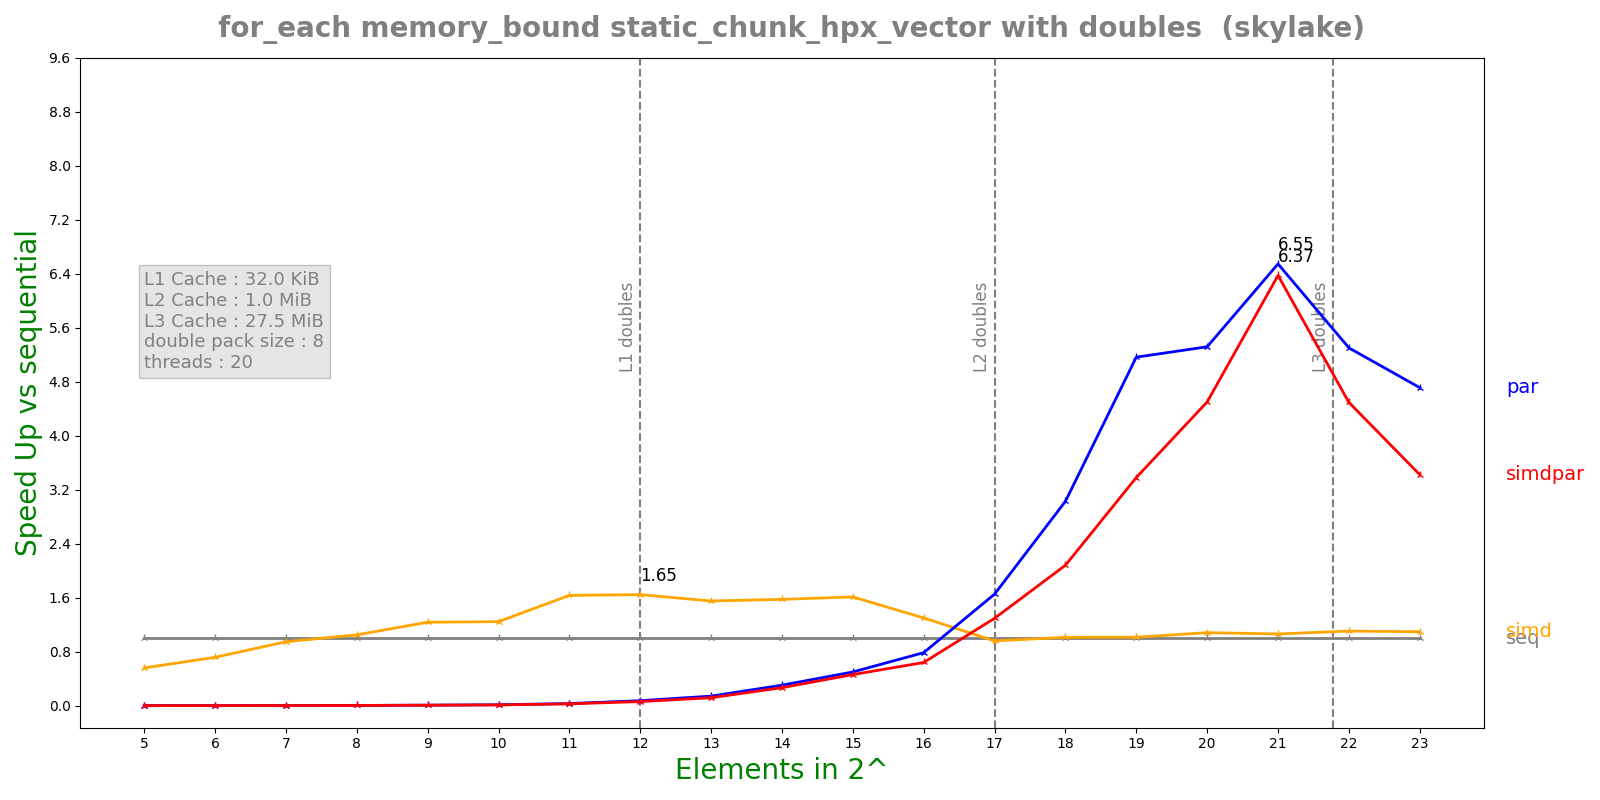 for_each memory_bound static_chunk_hpx_vector with doubles (skylake)
Speed Up vs sequential
9.6
8.8
8.0
7.2
6.4
5.6
4.8
4.0
3.2
2.4
1.6
0.8
0.0
L1 Cache : 32.0 KiB
L2 Cache : 1.0 MiB
L3 Cache : 27.5 MiB
double pack size : 8
threads : 20
L1 doubles
L2 doubles
L3 doubles
1.65
6.55
6.37
par
simdpar
simd
seq
5 6 7 8 9 10 11 12 13 14 15 16 17 18 19 20 21 22 23
Elements in 2^